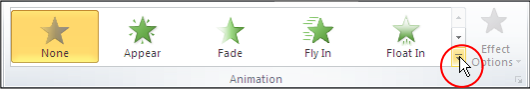 None Appear Fade Fly In Float In Effect
Options
Animation